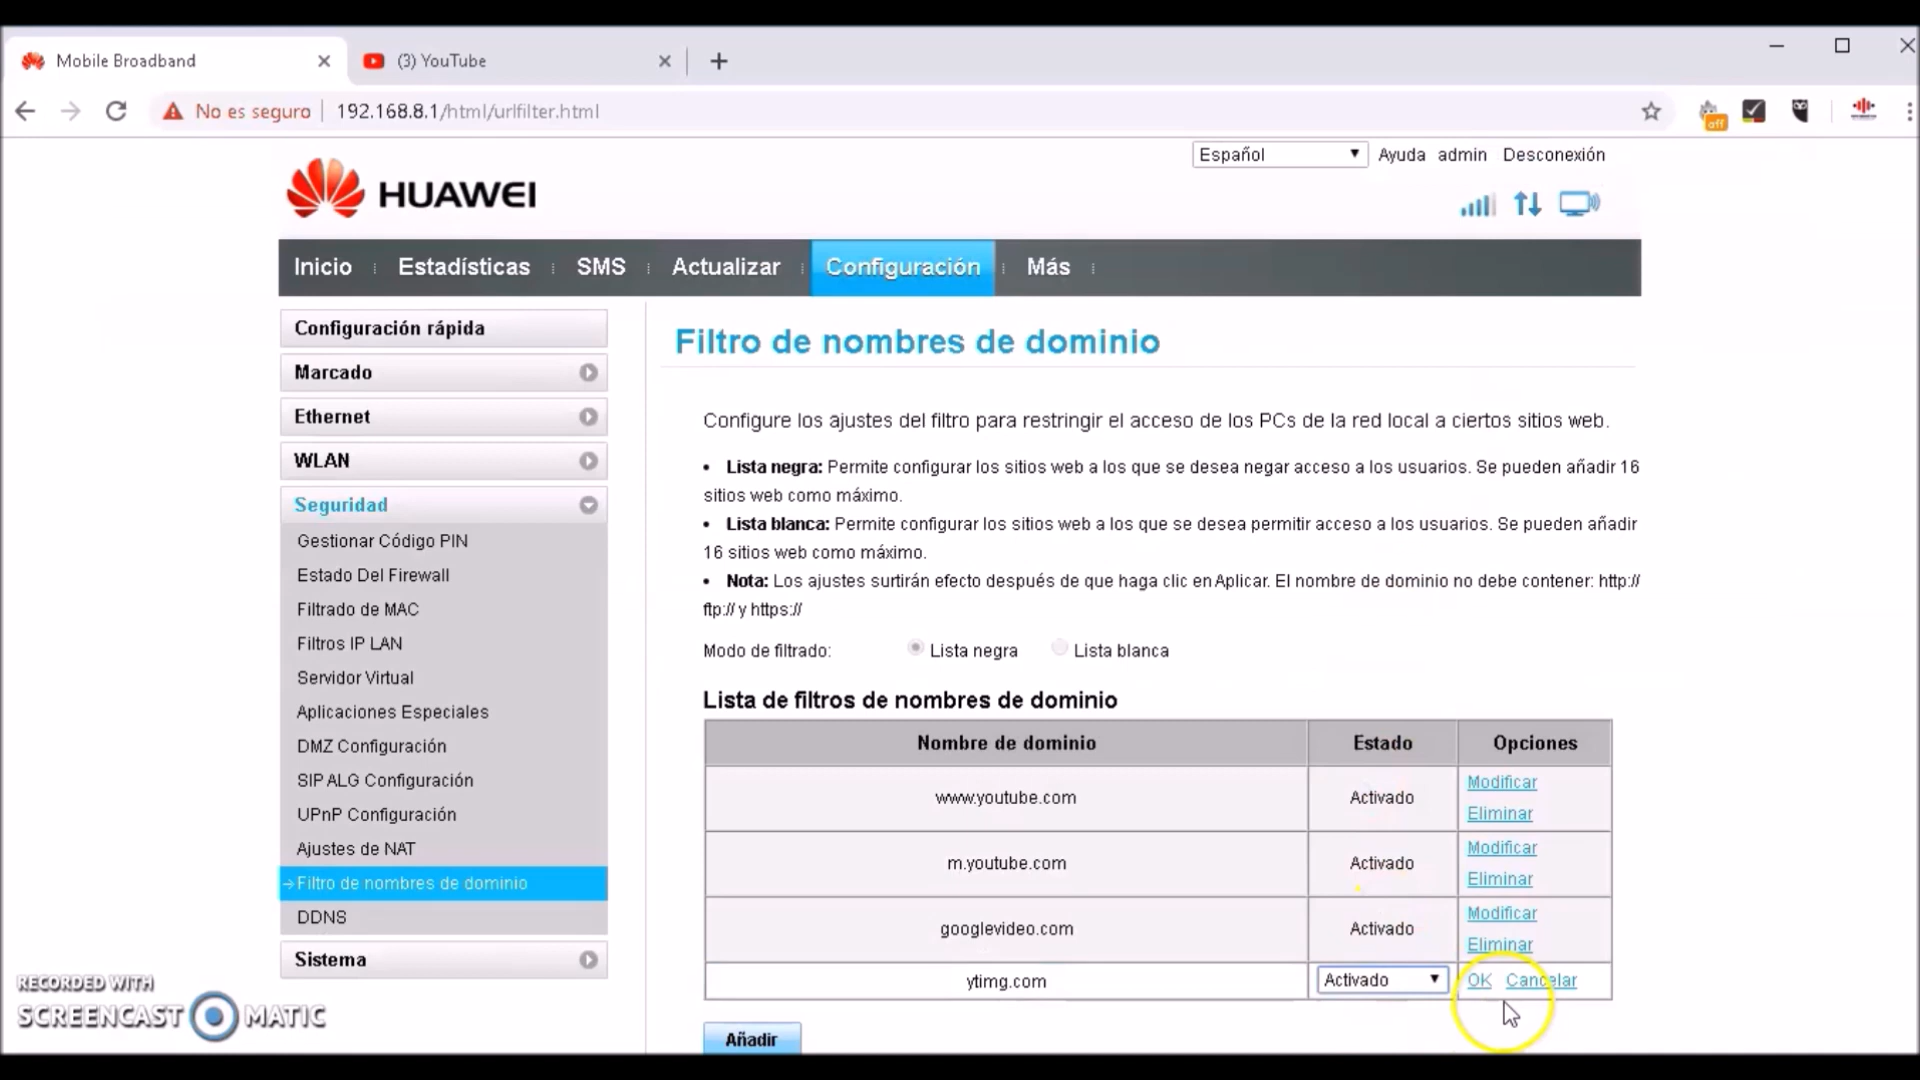 Mobile Broadband
(3) YouTube
No es seguro
192.168.8.1/html/urlfilter.html
off
Español
Ayuda admin Desconexión
HUAWEI
Inicio
Estadísticas
SMS
Actualizar
Configuración
Más
Configuración rápida
Marcado
Ethernet
WLAN
Seguridad
Gestionar Código PIN
Estado Del Firewall
Filtrado de MAC
Filtros IP LAN
Servidor Virtual
Aplicaciones Especiales
DMZ Configuración
SIP ALG Configuración
UPnP Configuración
Ajustes de NAT
Filtro de nombres de dominio
DDNS
Sistema
Filtro de nombres de dominio
Configure los ajustes del filtro para restringir el acceso de los PCs de la red local a ciertos sitios web.
• Lista negra: Permite configurar los sitios web a los que se desea negar acceso a los usuarios. Se pueden añadir 16
sitios web como máximo.
• Lista blanca: Permite configurar los sitios web a los que se desea permitir acceso a los usuarios. Se pueden añadir
16 sitios web como máximo.
• Nota: Los ajustes surtirán efecto después de que haga clic en Aplicar. El nombre de dominio no debe contener: http://
ftp:// y https://
Modo de filtrado: Lista negra Lista blanca
Lista de filtros de nombres de dominio
Nombre de dominio Estado Opciones
www.youtube.com Activado Modificar
Eliminar
m.youtube.com Activado Modificar
Eliminar
googlevideo.com Activado Modificar
Eliminar
ytimg.com Activado OK Cancelar
Añadir
RECORDED WITH
SCREENCAST MATIC